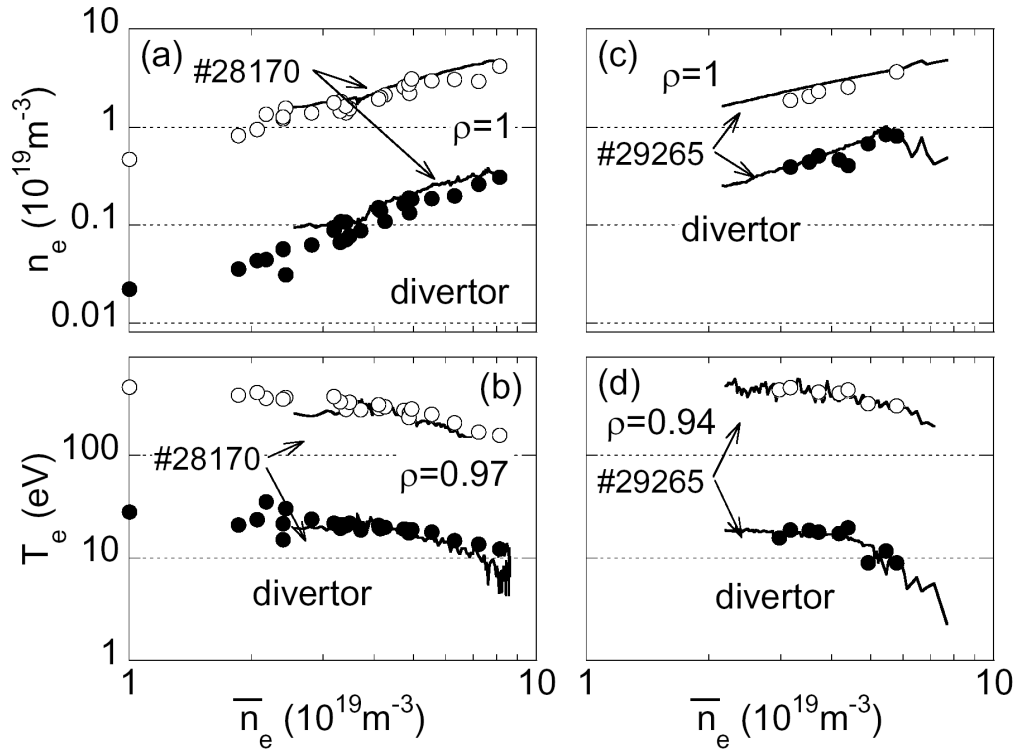 (a)
#28170
ρ=1
divertor
n_e (10^19 m^-3)
10
1
0.1
0.01
(c)
ρ=1
#29265
divertor
(b)
#28170
ρ=0.97
divertor
T_e (eV)
100
10
1
(d)
ρ=0.94
#29265
divertor
1
10
1
10
n̅_e (10^19 m^-3)
n̅_e (10^19 m^-3)